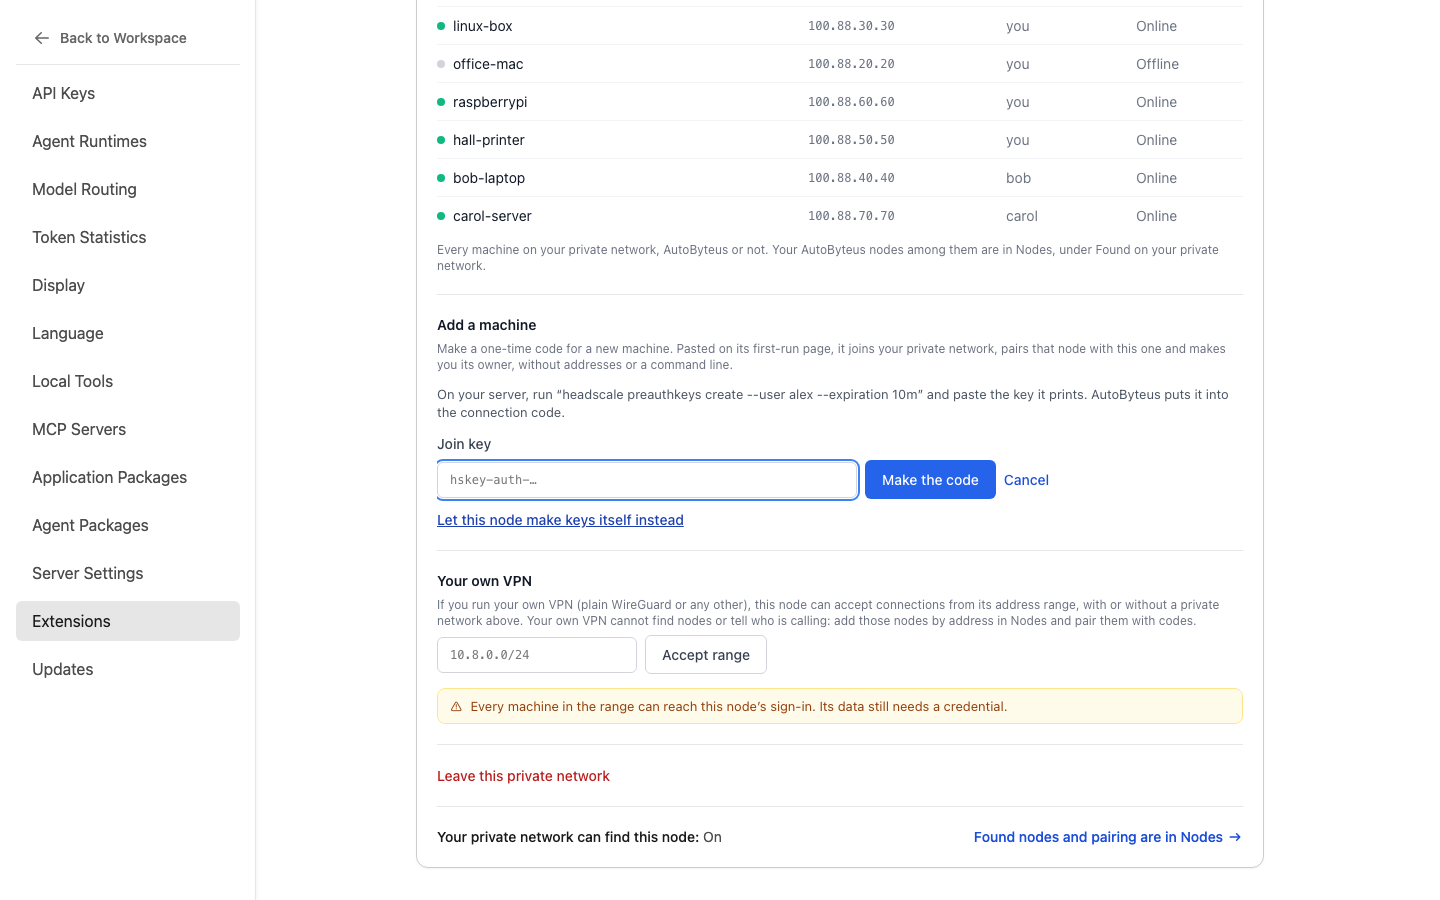 Back to Workspace
API Keys
Agent Runtimes
Model Routing
Token Statistics
Display
Language
Local Tools
MCP Servers
Application Packages
Agent Packages
Server Settings
Extensions
Updates
linux-box 100.88.30.30 you Online
office-mac 100.88.20.20 you Offline
raspberrypi 100.88.60.60 you Online
hall-printer 100.88.50.50 you Online
bob-laptop 100.88.40.40 bob Online
carol-server 100.88.70.70 carol Online
Every machine on your private network, AutoByteus or not. Your AutoByteus nodes among them are in Nodes, under Found on your private
network.
Add a machine
Make a one-time code for a new machine. Pasted on its first-run page, it joins your private network, pairs that node with this one and makes
you its owner, without addresses or a command line.
On your server, run “headscale preauthkeys create --user alex --expiration 10m” and paste the key it prints. AutoByteus puts it into
the connection code.
Join key
hskey-auth-…
Make the code
Cancel
Let this node make keys itself instead
Your own VPN
If you run your own VPN (plain WireGuard or any other), this node can accept connections from its address range, with or without a private
network above. Your own VPN cannot find nodes or tell who is calling: add those nodes by address in Nodes and pair them with codes.
10.8.0.0/24
Accept range
Every machine in the range can reach this node’s sign-in. Its data still needs a credential.
Leave this private network
Your private network can find this node: On
Found nodes and pairing are in Nodes →